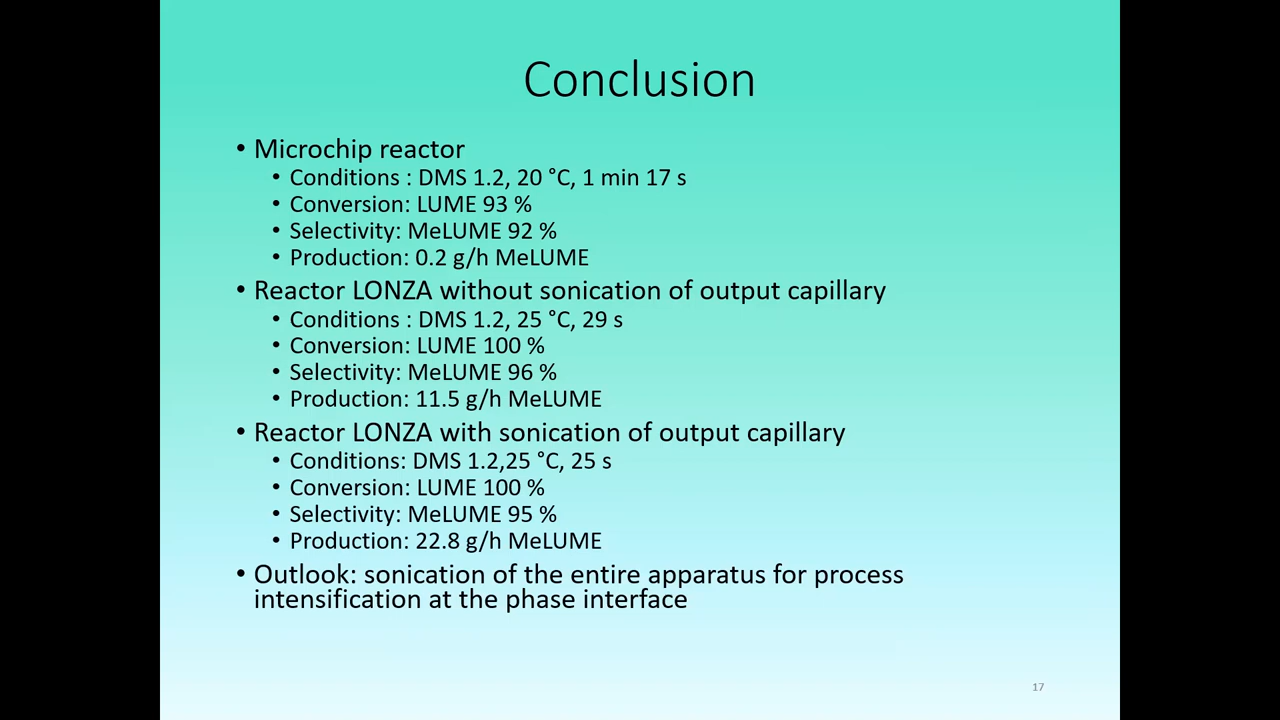 Conclusion
• Microchip reactor
• Conditions : DMS 1.2, 20 °C, 1 min 17 s
• Conversion: LUME 93 %
• Selectivity: MeLUME 92 %
• Production: 0.2 g/h MeLUME
• Reactor LONZA without sonication of output capillary
• Conditions : DMS 1.2, 25 °C, 29 s
• Conversion: LUME 100 %
• Selectivity: MeLUME 96 %
• Production: 11.5 g/h MeLUME
• Reactor LONZA with sonication of output capillary
• Conditions: DMS 1.2,25 °C, 25 s
• Conversion: LUME 100 %
• Selectivity: MeLUME 95 %
• Production: 22.8 g/h MeLUME
• Outlook: sonication of the entire apparatus for process
intensification at the phase interface
17